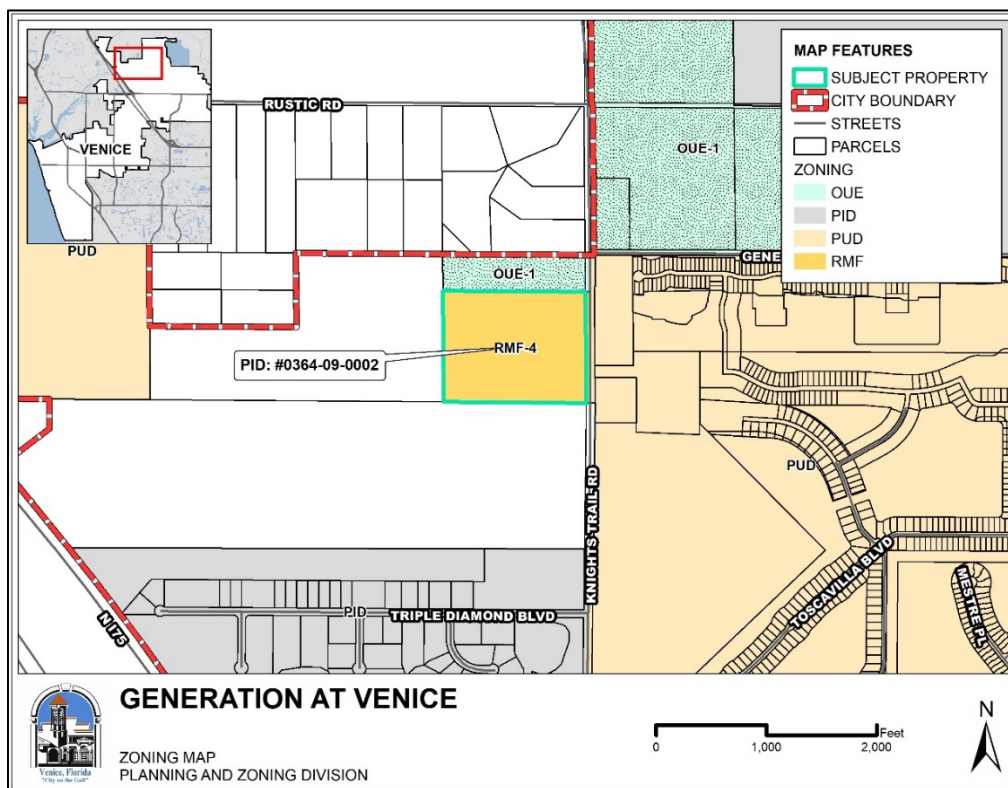 VENICE
RUSTIC RD
OUE-1
MAP FEATURES
SUBJECT PROPERTY
CITY BOUNDARY
STREETS
PARCELS
ZONING
OUE
PID
PUD
RMF
PUD
GENE
OUE-1
RMF-4
PID: #0364-09-0002
KNIGHTS TRAIL RD
PUD
TOSCAVILLA BLVD
MESTRE PL
N I75
PID
TRIPLE DIAMOND BLVD
GENERATION AT VENICE
ZONING MAP
PLANNING AND ZONING DIVISION
Venice, Florida
"City on the Gulf"
Feet
0 1,000 2,000
N